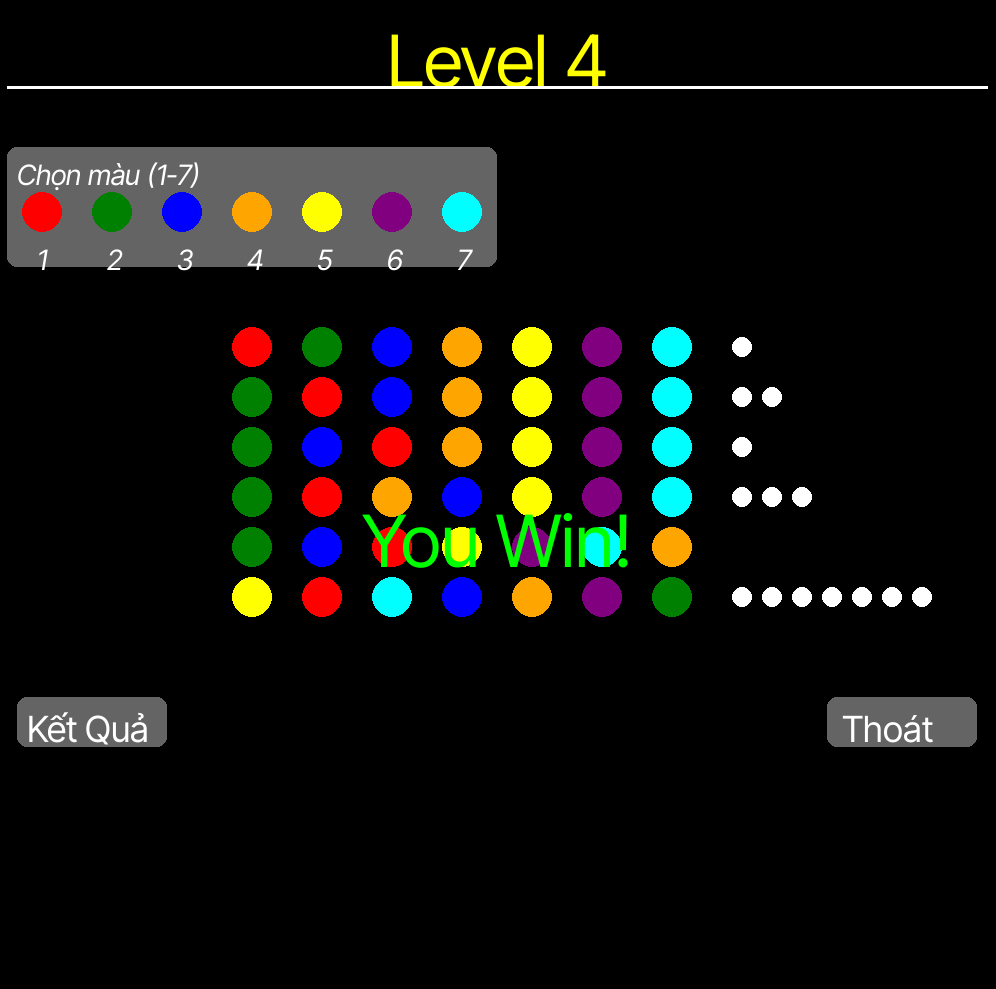 Level 4
Chọn màu (1-7)
1 2 3 4 5 6 7
You Win!
Kết Quả
Thoát